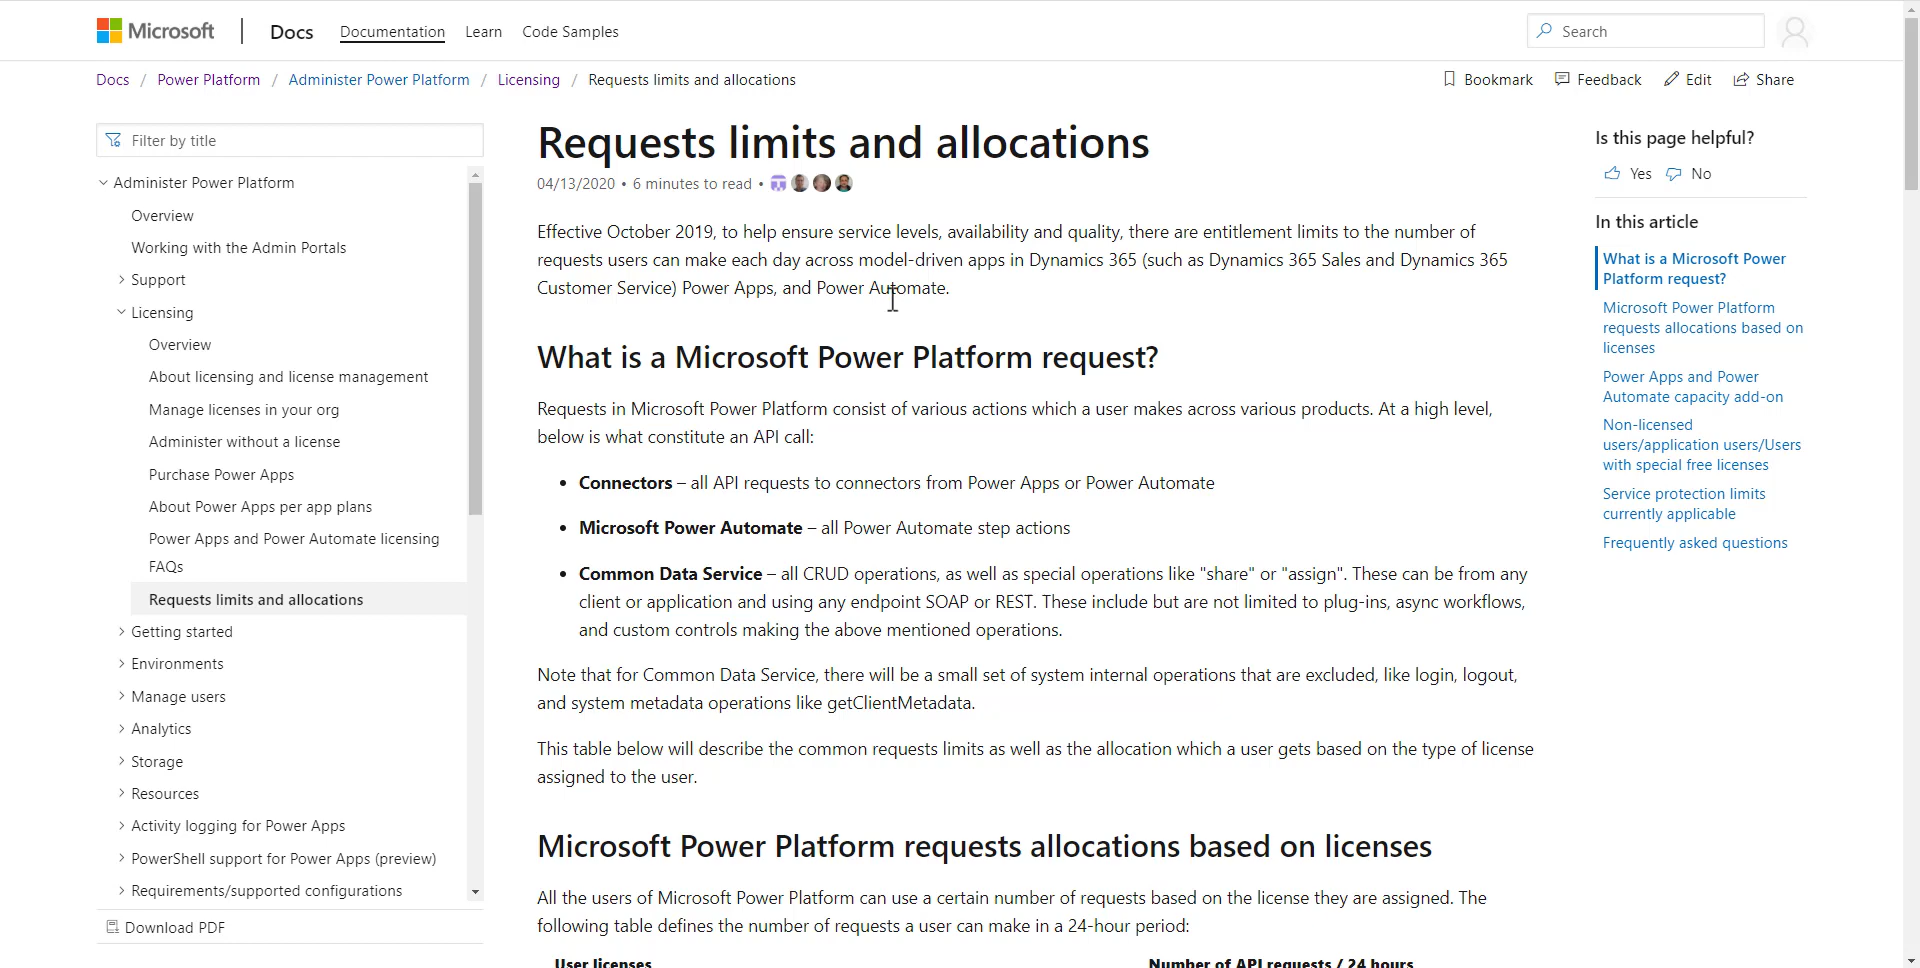 Microsoft
Docs
Documentation
Learn
Code Samples
Search
Docs / Power Platform / Administer Power Platform / Licensing / Requests limits and allocations
Bookmark
Feedback
Edit
Share
Filter by title
Administer Power Platform
Overview
Working with the Admin Portals
Support
Licensing
Overview
About licensing and license management
Manage licenses in your org
Administer without a license
Purchase Power Apps
About Power Apps per app plans
Power Apps and Power Automate licensing
FAQs
Requests limits and allocations
Getting started
Environments
Manage users
Analytics
Storage
Resources
Activity logging for Power Apps
PowerShell support for Power Apps (preview)
Requirements/supported configurations
Download PDF
Requests limits and allocations
04/13/2020 • 6 minutes to read •
Effective October 2019, to help ensure service levels, availability and quality, there are entitlement limits to the number of
requests users can make each day across model-driven apps in Dynamics 365 (such as Dynamics 365 Sales and Dynamics 365
Customer Service) Power Apps, and Power Automate.
What is a Microsoft Power Platform request?
Requests in Microsoft Power Platform consist of various actions which a user makes across various products. At a high level,
below is what constitute an API call:
• Connectors – all API requests to connectors from Power Apps or Power Automate
• Microsoft Power Automate – all Power Automate step actions
• Common Data Service – all CRUD operations, as well as special operations like "share" or "assign". These can be from any
client or application and using any endpoint SOAP or REST. These include but are not limited to plug-ins, async workflows,
and custom controls making the above mentioned operations.
Note that for Common Data Service, there will be a small set of system internal operations that are excluded, like login, logout,
and system metadata operations like getClientMetadata.
This table below will describe the common requests limits as well as the allocation which a user gets based on the type of license
assigned to the user.
Microsoft Power Platform requests allocations based on licenses
All the users of Microsoft Power Platform can use a certain number of requests based on the license they are assigned. The
following table defines the number of requests a user can make in a 24-hour period:
User licenses
Number of API requests / 24 hours
Is this page helpful?
Yes
No
In this article
What is a Microsoft Power
Platform request?
Microsoft Power Platform
requests allocations based on
licenses
Power Apps and Power
Automate capacity add-on
Non-licensed
users/application users/Users
with special free licenses
Service protection limits
currently applicable
Frequently asked questions